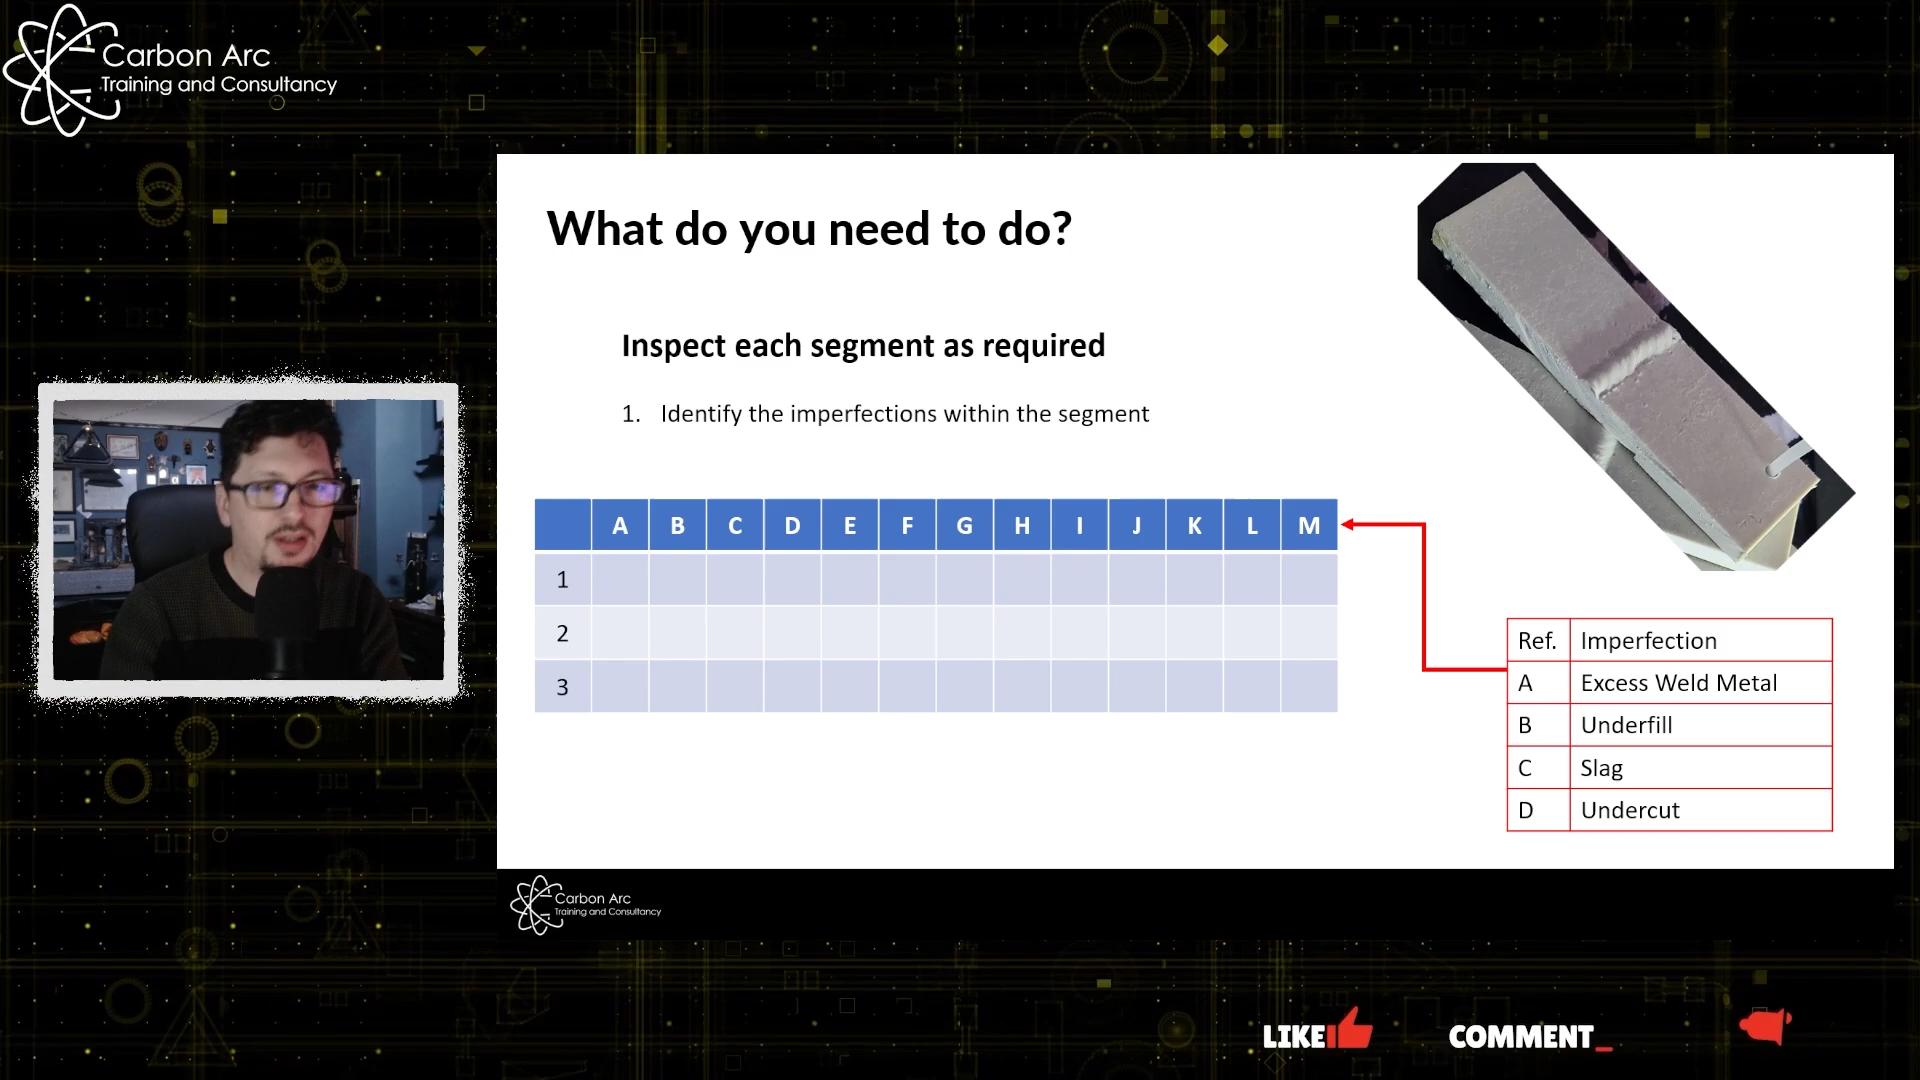 Carbon Arc
Training and Consultancy
What do you need to do?
Inspect each segment as required
1. Identify the imperfections within the segment
A B C D E F G H I J K L M
1
2
3
Ref. Imperfection
A Excess Weld Metal
B Underfill
C Slag
D Undercut
Carbon Arc
Training and Consultancy
LIKE COMMENT_